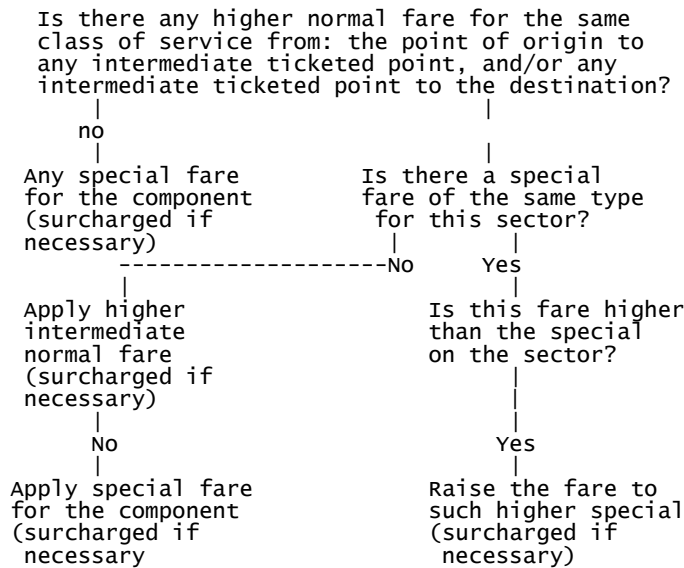 Is there any higher normal fare for the same
class of service from: the point of origin to
any intermediate ticketed point, and/or any
intermediate ticketed point to the destination?
no
Any special fare
for the component
(surcharged if
necessary)
Is there a special
fare of the same type
for this sector?
No
Yes
Apply higher
intermediate
normal fare
(surcharged if
necessary)
Is this fare higher
than the special
on the sector?
No
Yes
Apply special fare
for the component
(surcharged if
necessary
Raise the fare to
such higher special
(surcharged if
necessary)